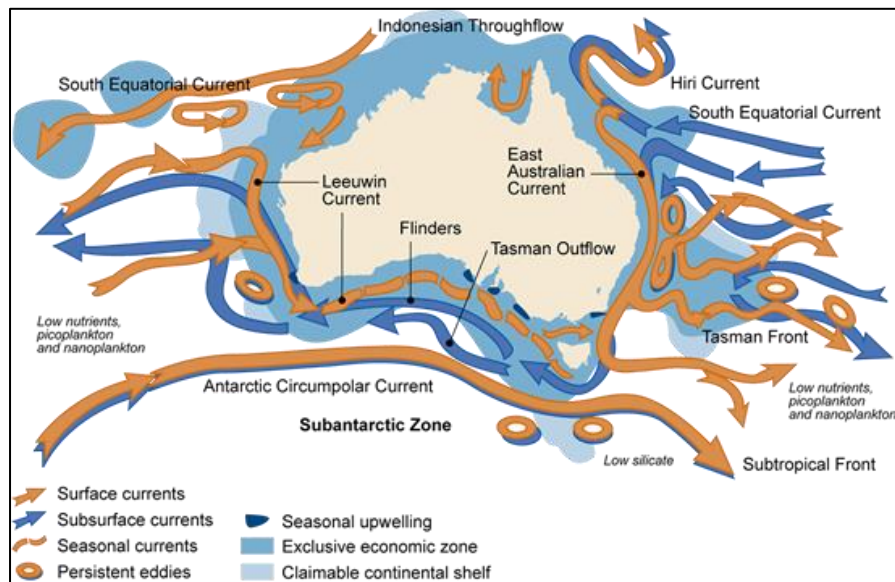 Indonesian Throughflow
South Equatorial Current
Hiri Current
South Equatorial Current
East
Australian
Current
Leeuwin
Current
Flinders
Tasman Outflow
Low nutrients,
picoplankton
and nanoplankton
Tasman Front
Antarctic Circumpolar Current
Low nutrients,
picoplankton
and nanoplankton
Subantarctic Zone
Low silicate
Subtropical Front
Surface currents
Subsurface currents
Seasonal currents
Persistent eddies
Seasonal upwelling
Exclusive economic zone
Claimable continental shelf